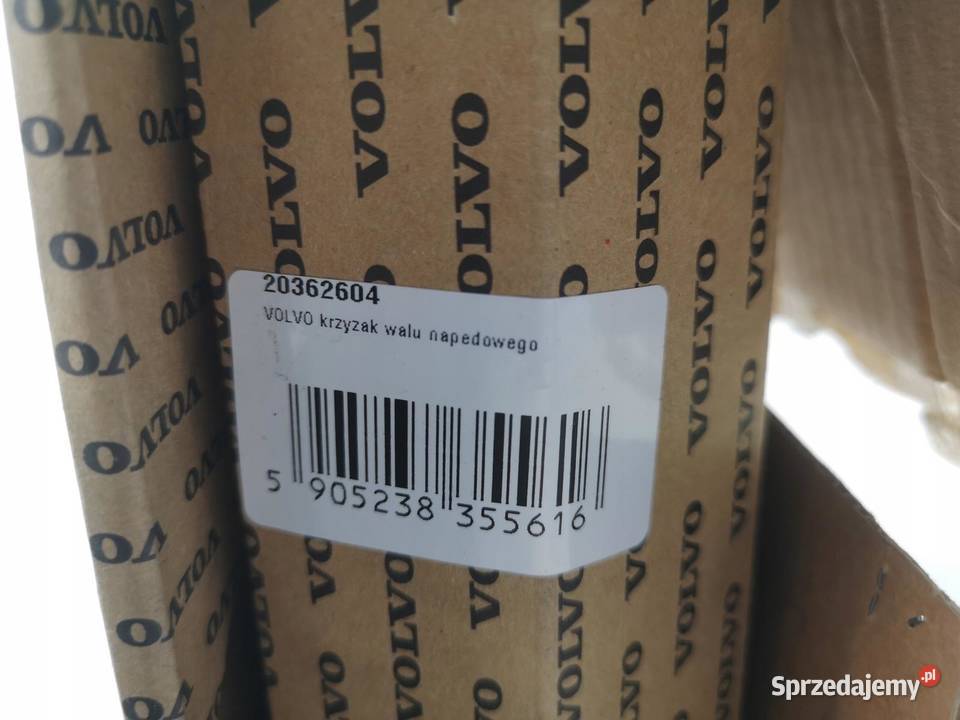 VOLVO
20362604
VOLVO krzyzak walu napedowego
5 905238 355616
Sprzedajemy.pl